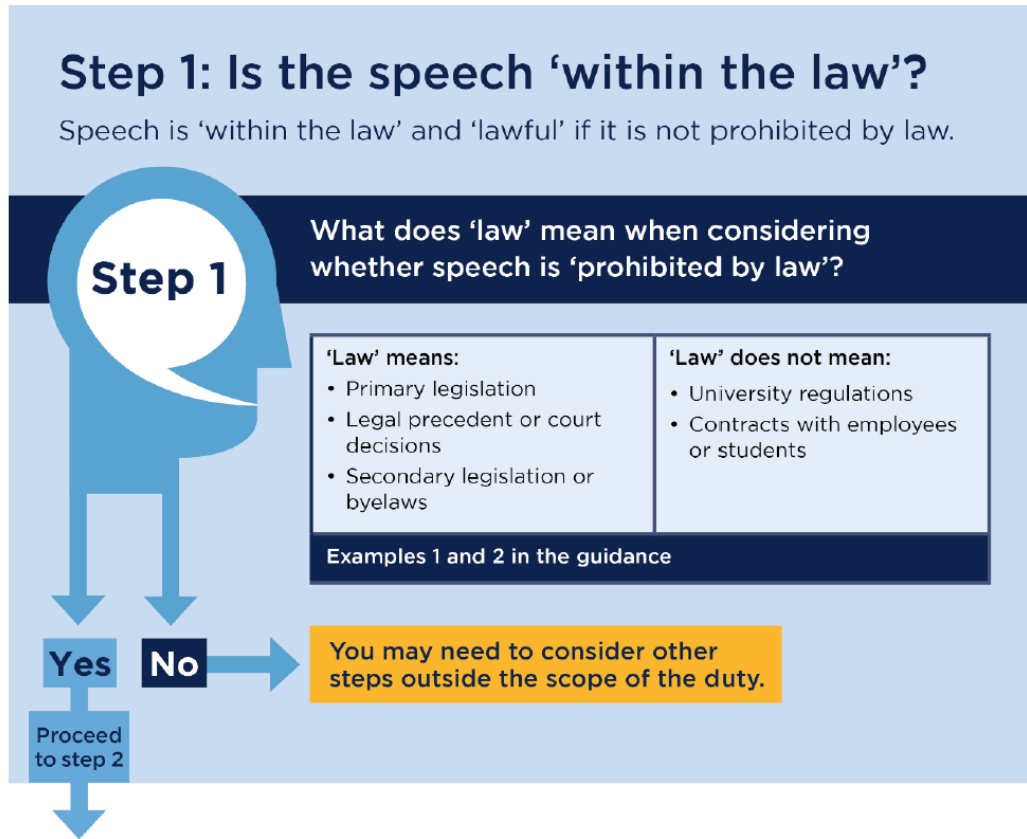 Step 1: Is the speech ‘within the law’?
Speech is ‘within the law’ and ‘lawful’ if it is not prohibited by law.
Step 1
What does ‘law’ mean when considering
whether speech is ‘prohibited by law’?
‘Law’ means:
• Primary legislation
• Legal precedent or court
decisions
• Secondary legislation or
byelaws
‘Law’ does not mean:
• University regulations
• Contracts with employees
or students
Examples 1 and 2 in the guidance
Yes
No
You may need to consider other
steps outside the scope of the duty.
Proceed
to step 2